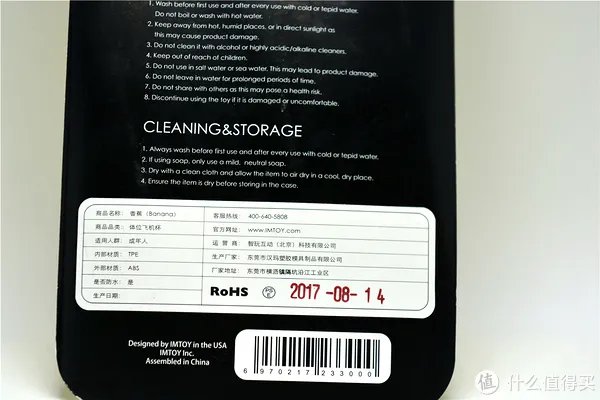 1. Wash before first use and after every use with cold or tepid water.
Do not boil or wash with hot water.
2. Keep away from hot, humid places, or in direct sunlight as
this may cause product damage.
3. Do not clean it with alcohol or highly acidic/alkaline cleaners.
4. Keep out of reach of children.
5. Do not use in salt water or sea water. This may lead to product damage.
6. Do not leave in water for prolonged periods of time.
7. Do not share with others as this may pose a health risk.
8. Discontinue using the toy if it is damaged or uncomfortable.
CLEANING&STORAGE
1. Always wash before first use and after every use with cold or tepid water.
2. If using soap, only use a mild, neutral soap.
3. Dry with a clean cloth and allow the item to air dry in a cool, dry place.
4. Ensure the item is dry before storing in the case.
商品名称: 香蕉 (Banana)
商品品类: 体位飞机杯
适用人群: 成年人
内部材质: TPE
外部材质: ABS
是否防水: 是
生产日期:
客服热线: 400-640-5808
官方网址: www.IMTOY.com
运 营 商: 智玩互动（北京）科技有限公司
生产厂家: 东莞市汉玛塑胶模具制品有限公司
厂家地址: 东莞市横沥镇隔坑沿江工业区
RoHS 2017-08-14
Designed by IMTOY in the USA
IMTOY Inc.
Assembled in China
6 970217 233000
值 什么值得买